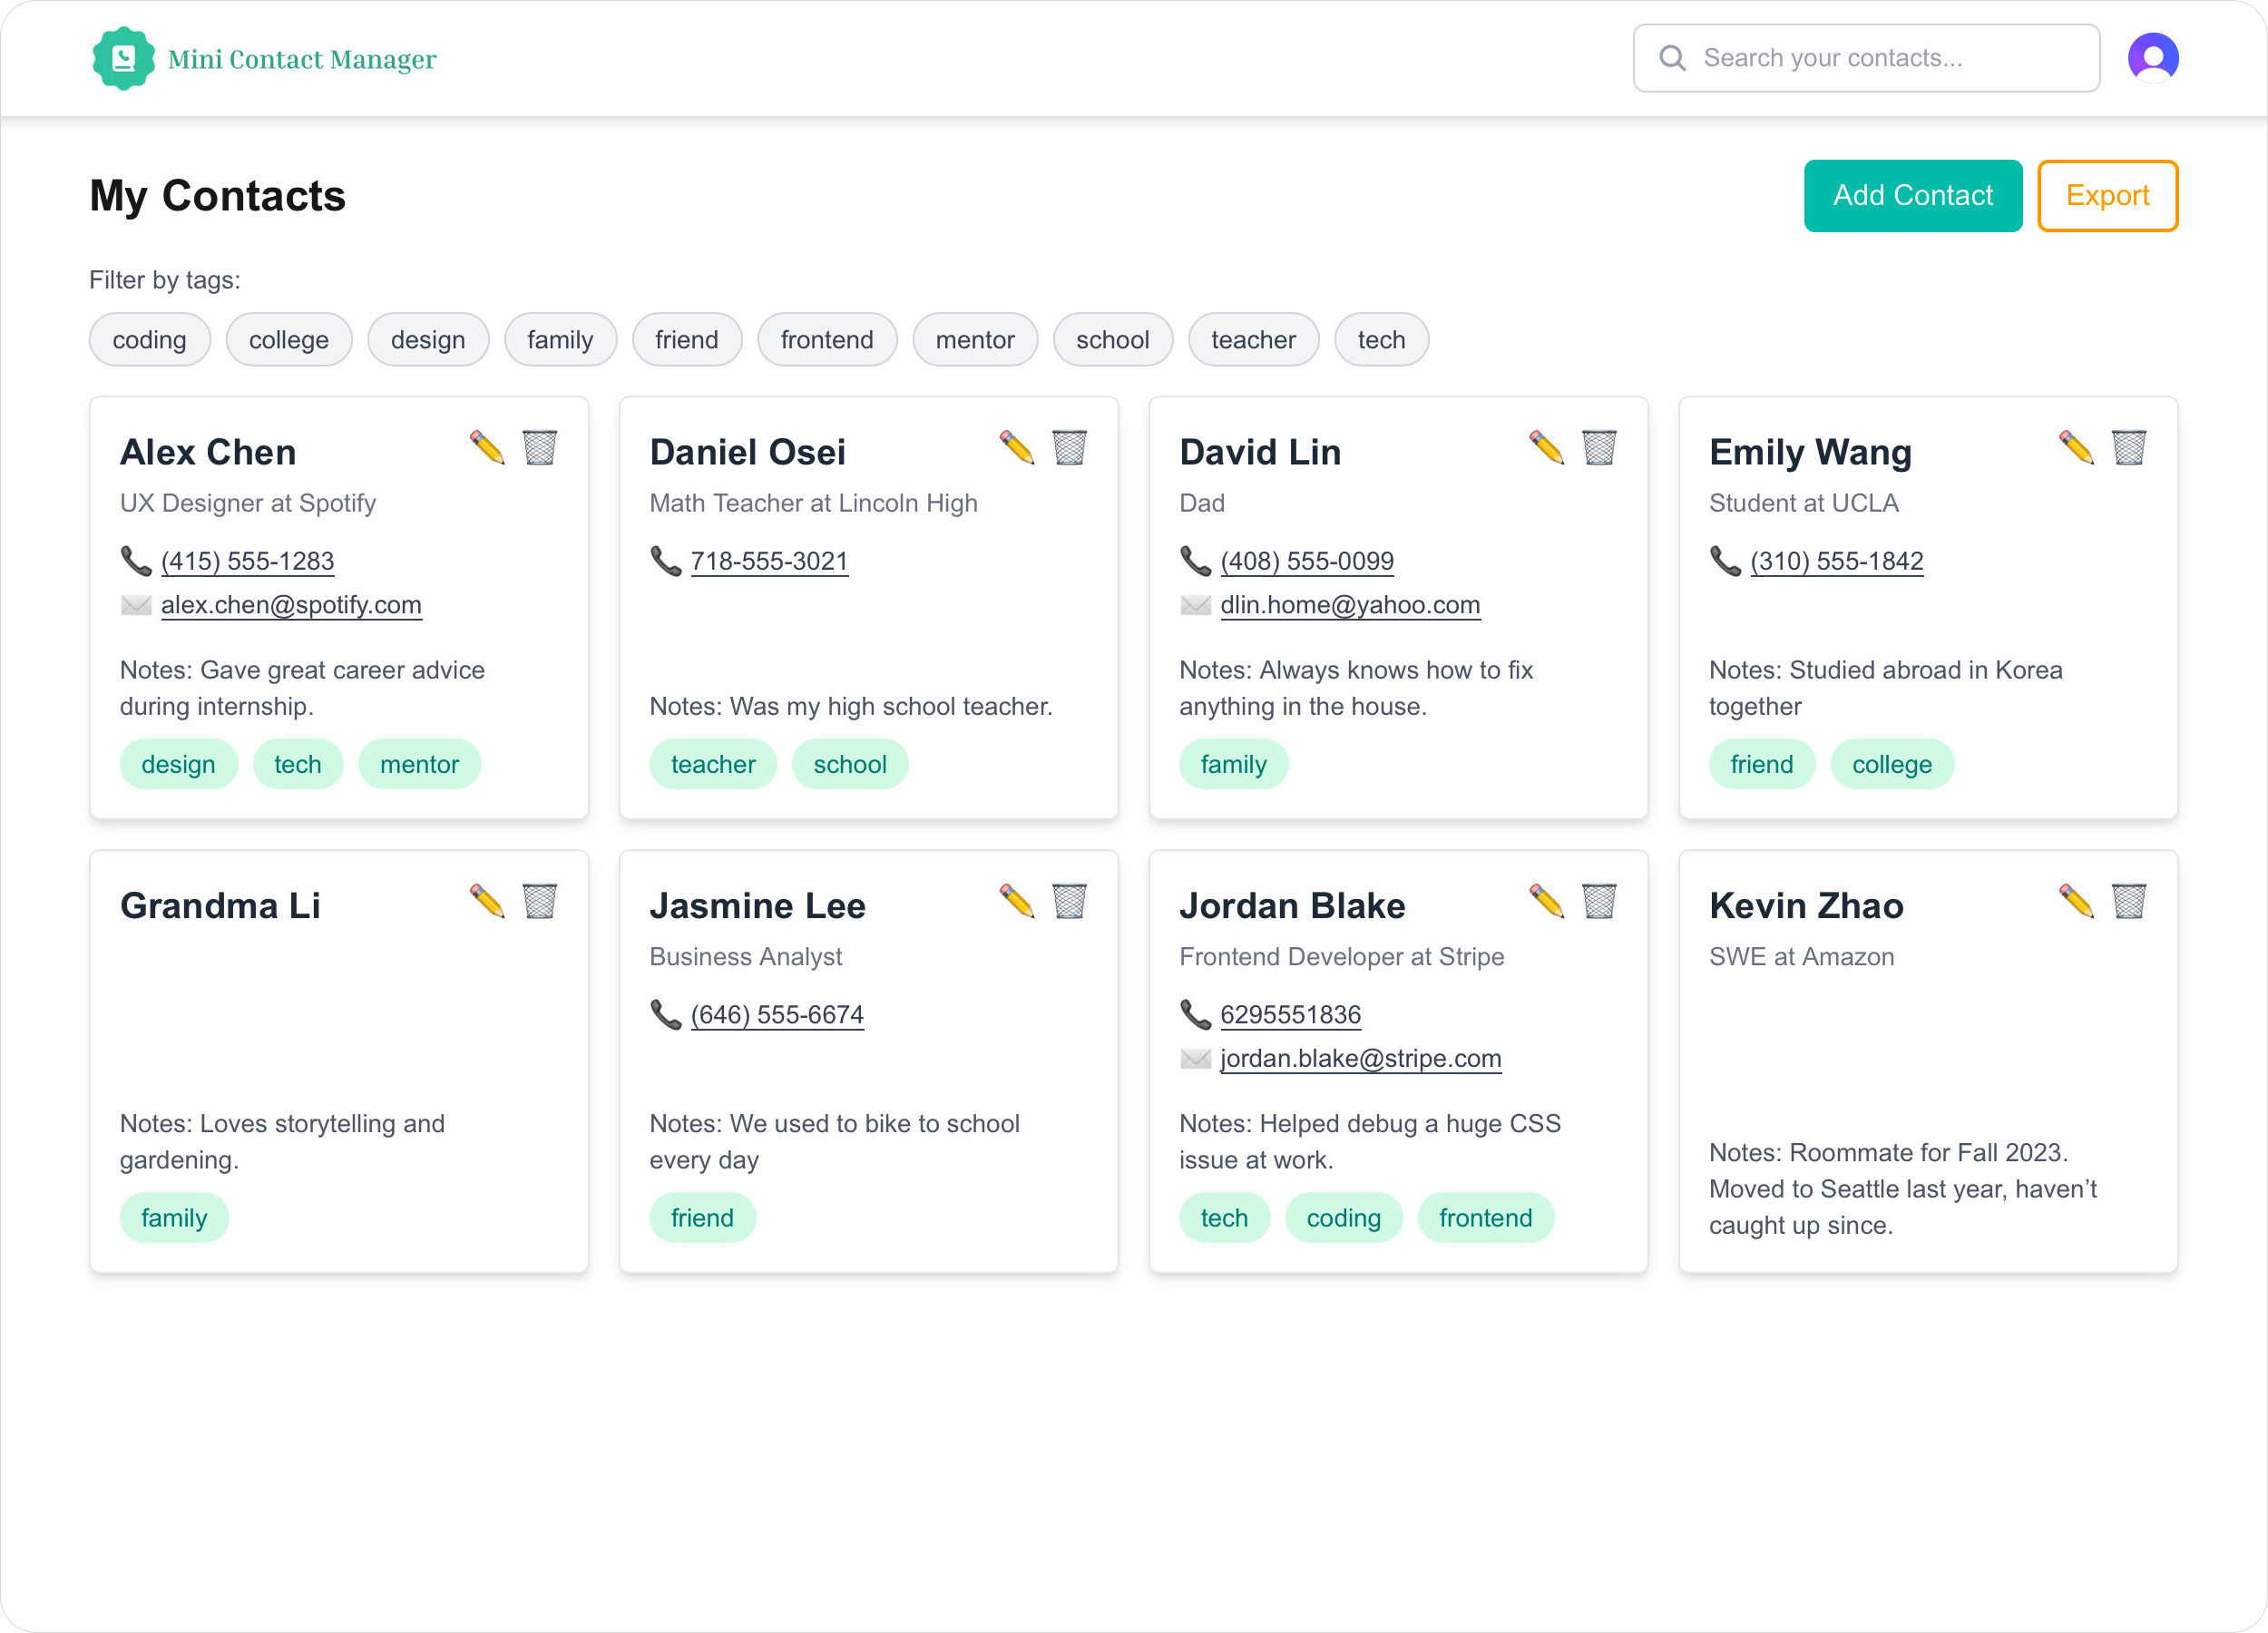 Mini Contact Manager
Search your contacts...
My Contacts
Add Contact
Export
Filter by tags:
coding college design family friend frontend mentor school teacher tech
Alex Chen
UX Designer at Spotify
(415) 555-1283
alex.chen@spotify.com
Notes: Gave great career advice
during internship.
design tech mentor
Daniel Osei
Math Teacher at Lincoln High
718-555-3021
Notes: Was my high school teacher.
teacher school
David Lin
Dad
(408) 555-0099
dlin.home@yahoo.com
Notes: Always knows how to fix
anything in the house.
family
Emily Wang
Student at UCLA
(310) 555-1842
Notes: Studied abroad in Korea
together
friend college
Grandma Li
Notes: Loves storytelling and
gardening.
family
Jasmine Lee
Business Analyst
(646) 555-6674
Notes: We used to bike to school
every day
friend
Jordan Blake
Frontend Developer at Stripe
6295551836
jordan.blake@stripe.com
Notes: Helped debug a huge CSS
issue at work.
tech coding frontend
Kevin Zhao
SWE at Amazon
Notes: Roommate for Fall 2023.
Moved to Seattle last year, haven’t
caught up since.